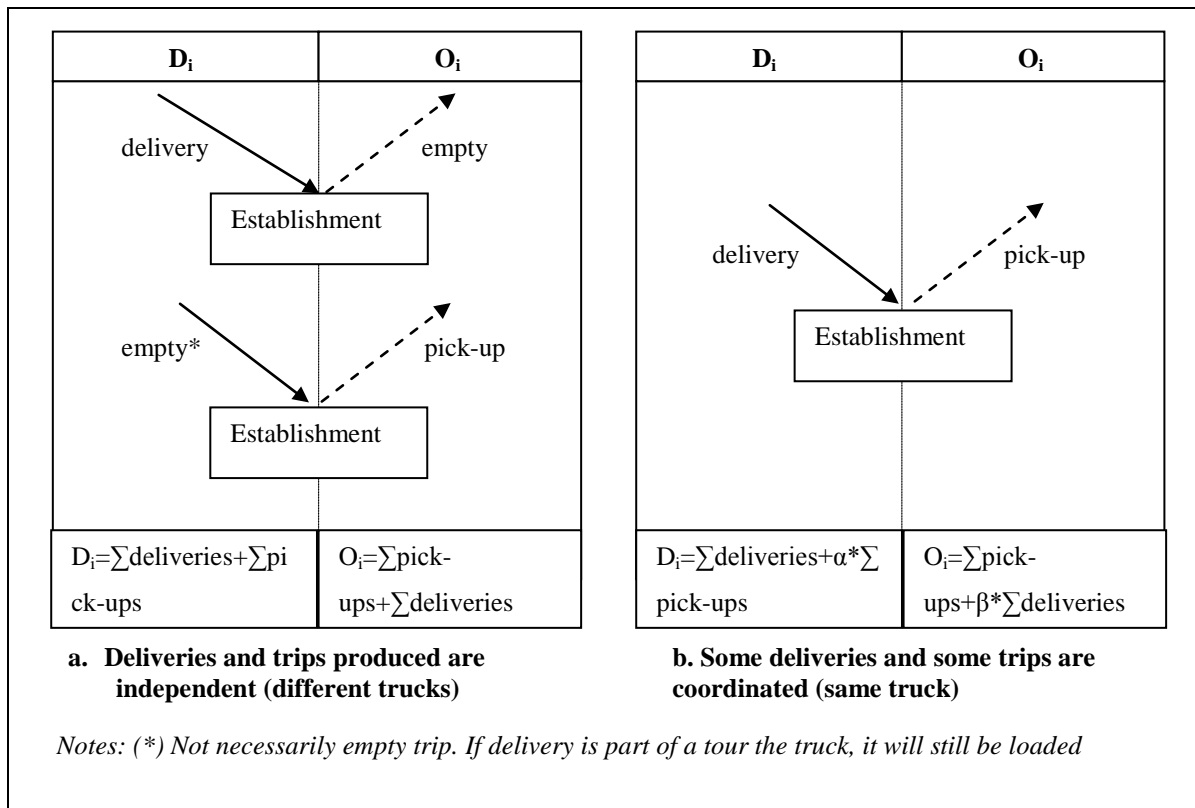 Dᵢ
Oᵢ
delivery
empty
Establishment
empty*
pick-up
Establishment
Dᵢ=∑deliveries+∑pi
ck-ups
Oᵢ=∑pick-
ups+∑deliveries
a. Deliveries and trips produced are
independent (different trucks)
Dᵢ
Oᵢ
delivery
pick-up
Establishment
Dᵢ=∑deliveries+α*∑
pick-ups
Oᵢ=∑pick-
ups+β*∑deliveries
b. Some deliveries and some trips are
coordinated (same truck)
Notes: (*) Not necessarily empty trip. If delivery is part of a tour the truck, it will still be loaded